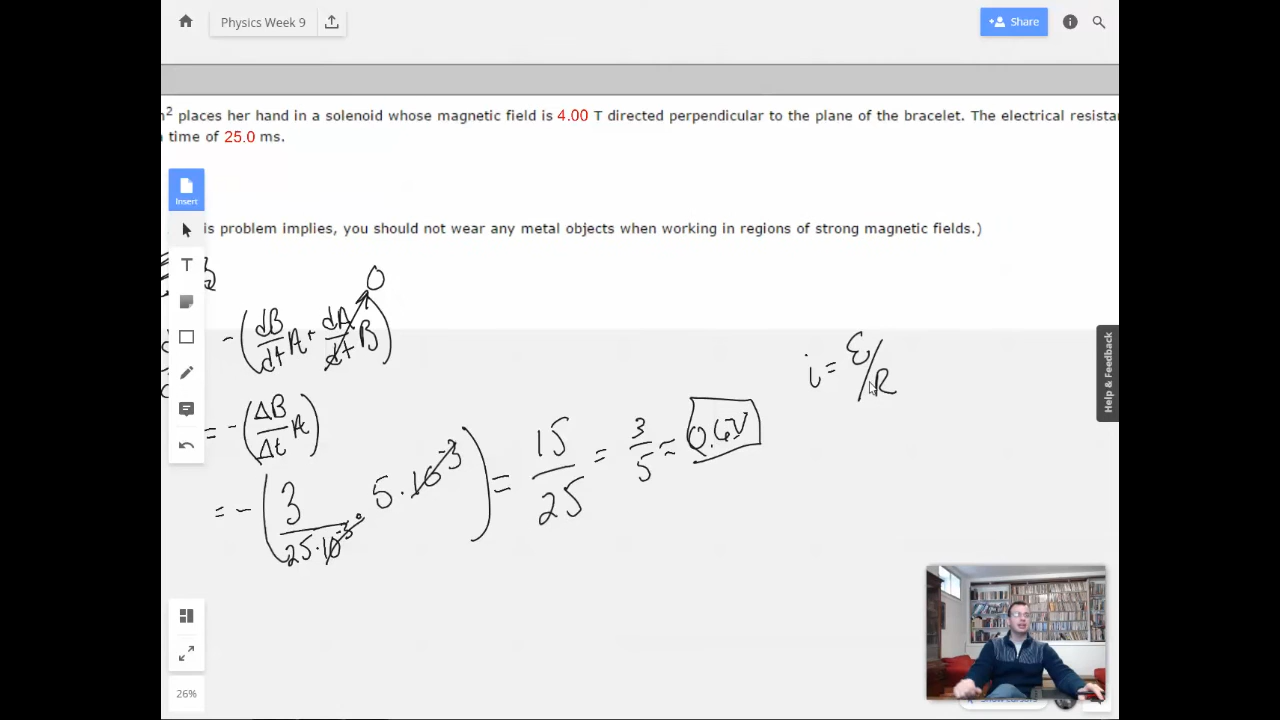 Physics Week 9
Share
m² places her hand in a solenoid whose magnetic field is 4.00 T directed perpendicular to the plane of the bracelet. The electrical resista
time of 25.0 ms.
Insert
is problem implies, you should not wear any metal objects when working in regions of strong magnetic fields.)
0
-(dB/dt A + dA/dt B)
i = ε/R
= -(ΔB/Δt A)
= -(3/25·10⁻³ · 5·10⁻³) = 15/25 = 3/5 ≈ 0.6V
Help & Feedback
26%